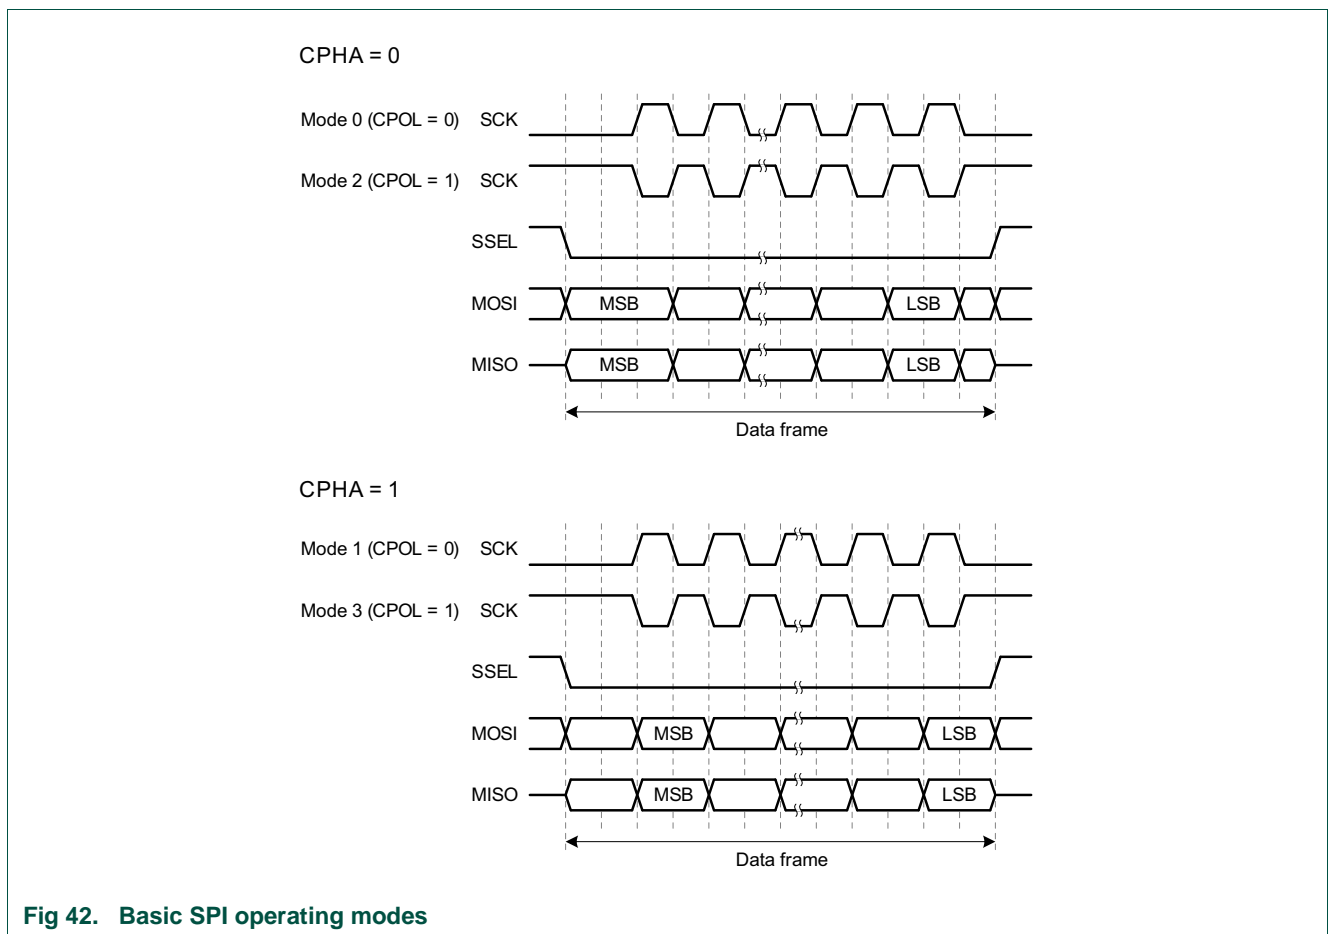 CPHA = 0
Mode 0 (CPOL = 0) SCK
Mode 2 (CPOL = 1) SCK
SSEL
MOSI MSB LSB
MISO MSB LSB
Data frame
CPHA = 1
Mode 1 (CPOL = 0) SCK
Mode 3 (CPOL = 1) SCK
SSEL
MOSI MSB LSB
MISO MSB LSB
Data frame
Fig 42. Basic SPI operating modes